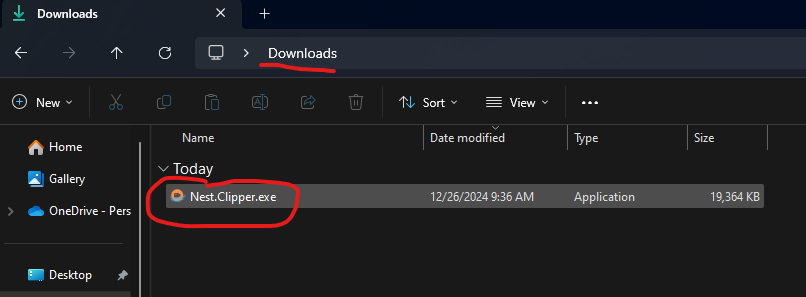 Downloads
Downloads
New Sort View
Name Date modified Type Size
Home
Today
Gallery
Nest.Clipper.exe 12/26/2024 9:36 AM Application 19,364 KB
OneDrive - Pers
Desktop